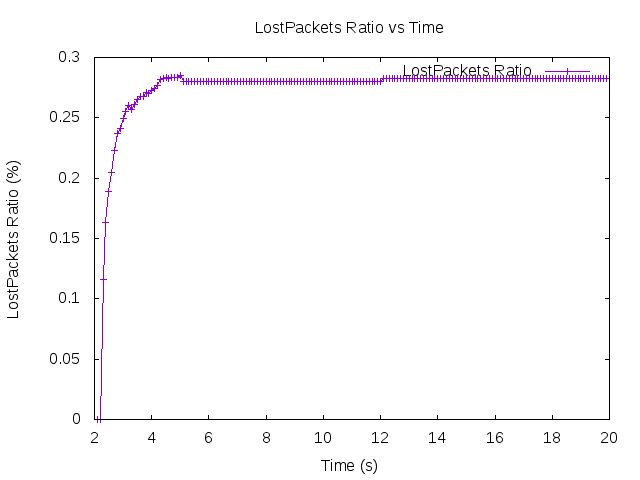 LostPackets Ratio vs Time
LostPackets Ratio
LostPackets Ratio (%)
0.3
0.25
0.2
0.15
0.1
0.05
0
2 4 6 8 10 12 14 16 18 20
Time (s)